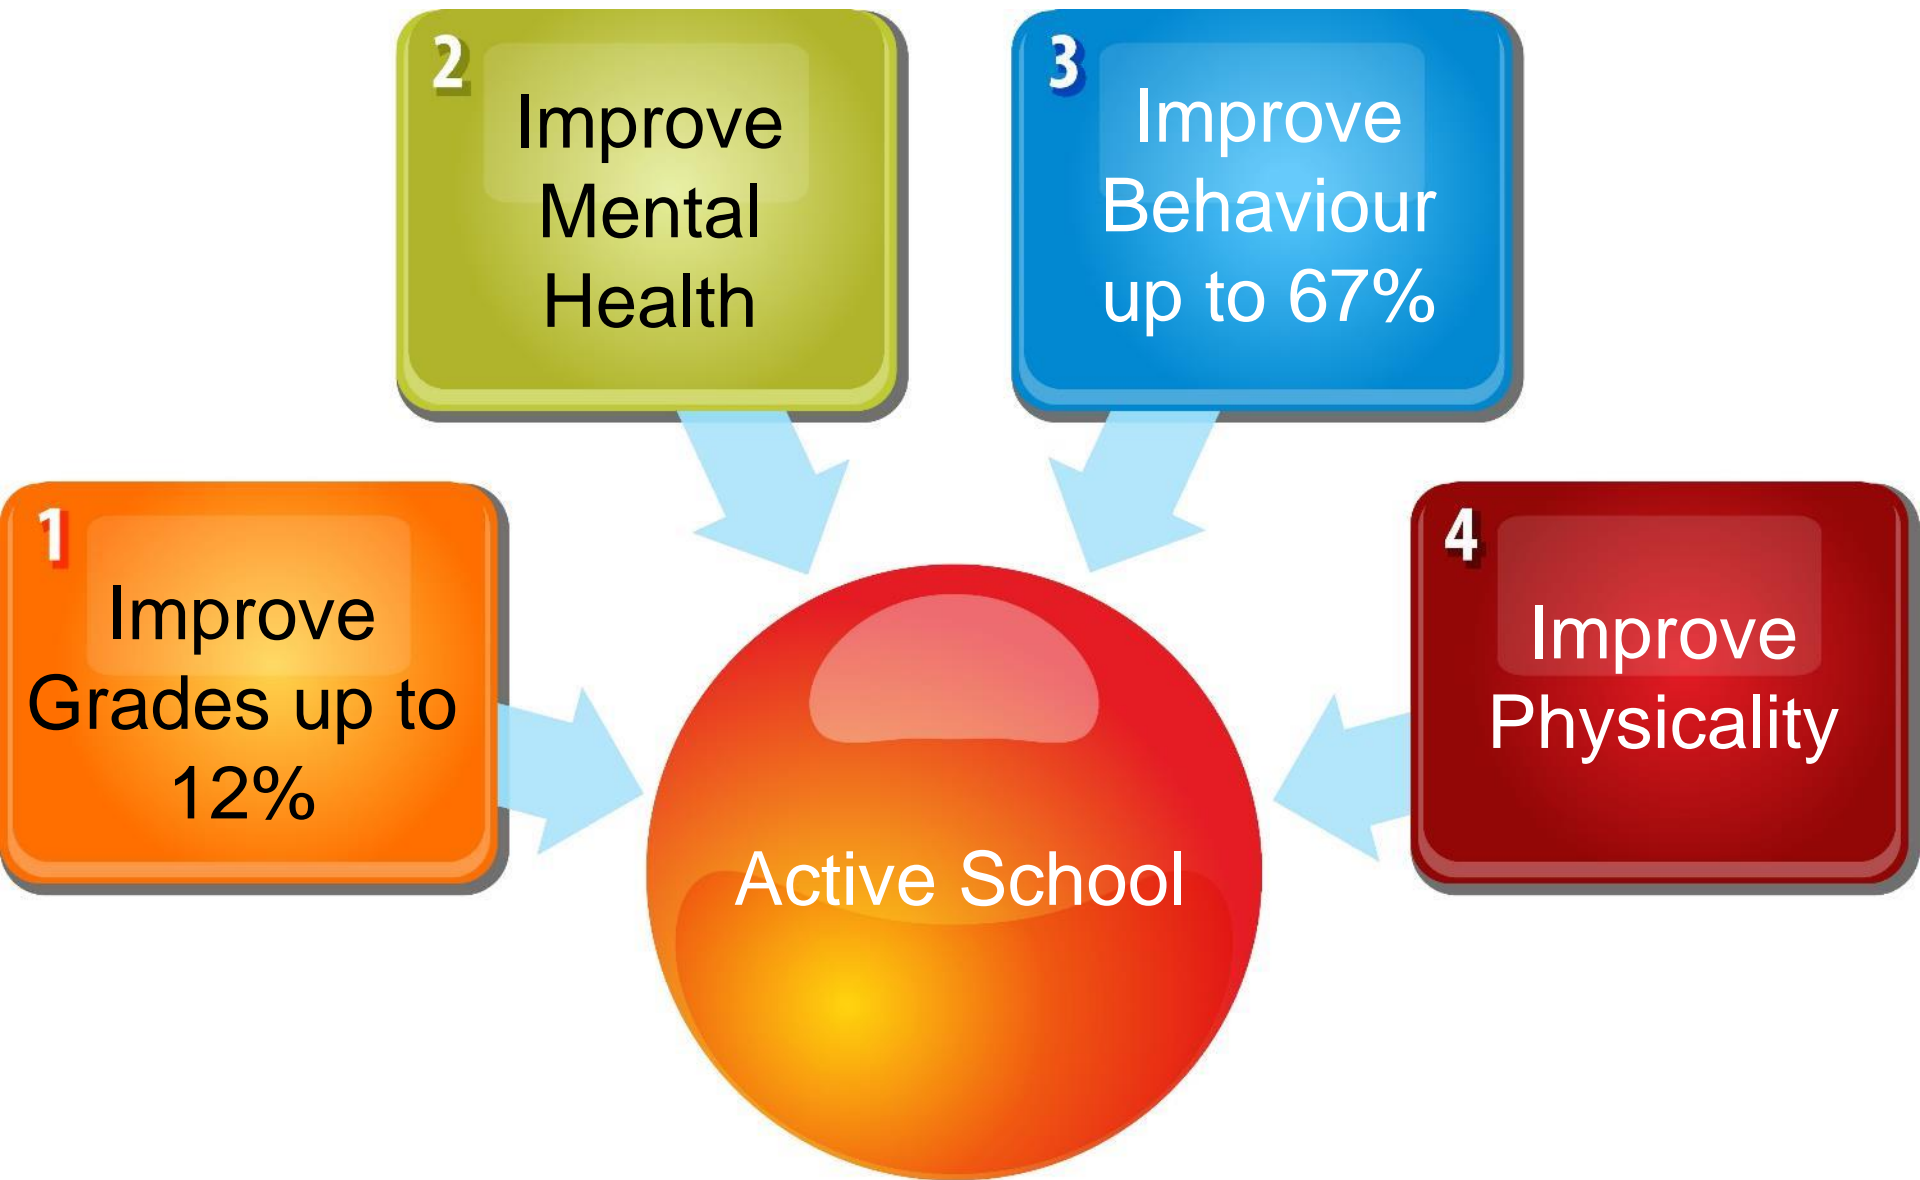 1
Improve
Grades up to
12%
2
Improve
Mental
Health
3
Improve
Behaviour
up to 67%
4
Improve
Physicality
Active School